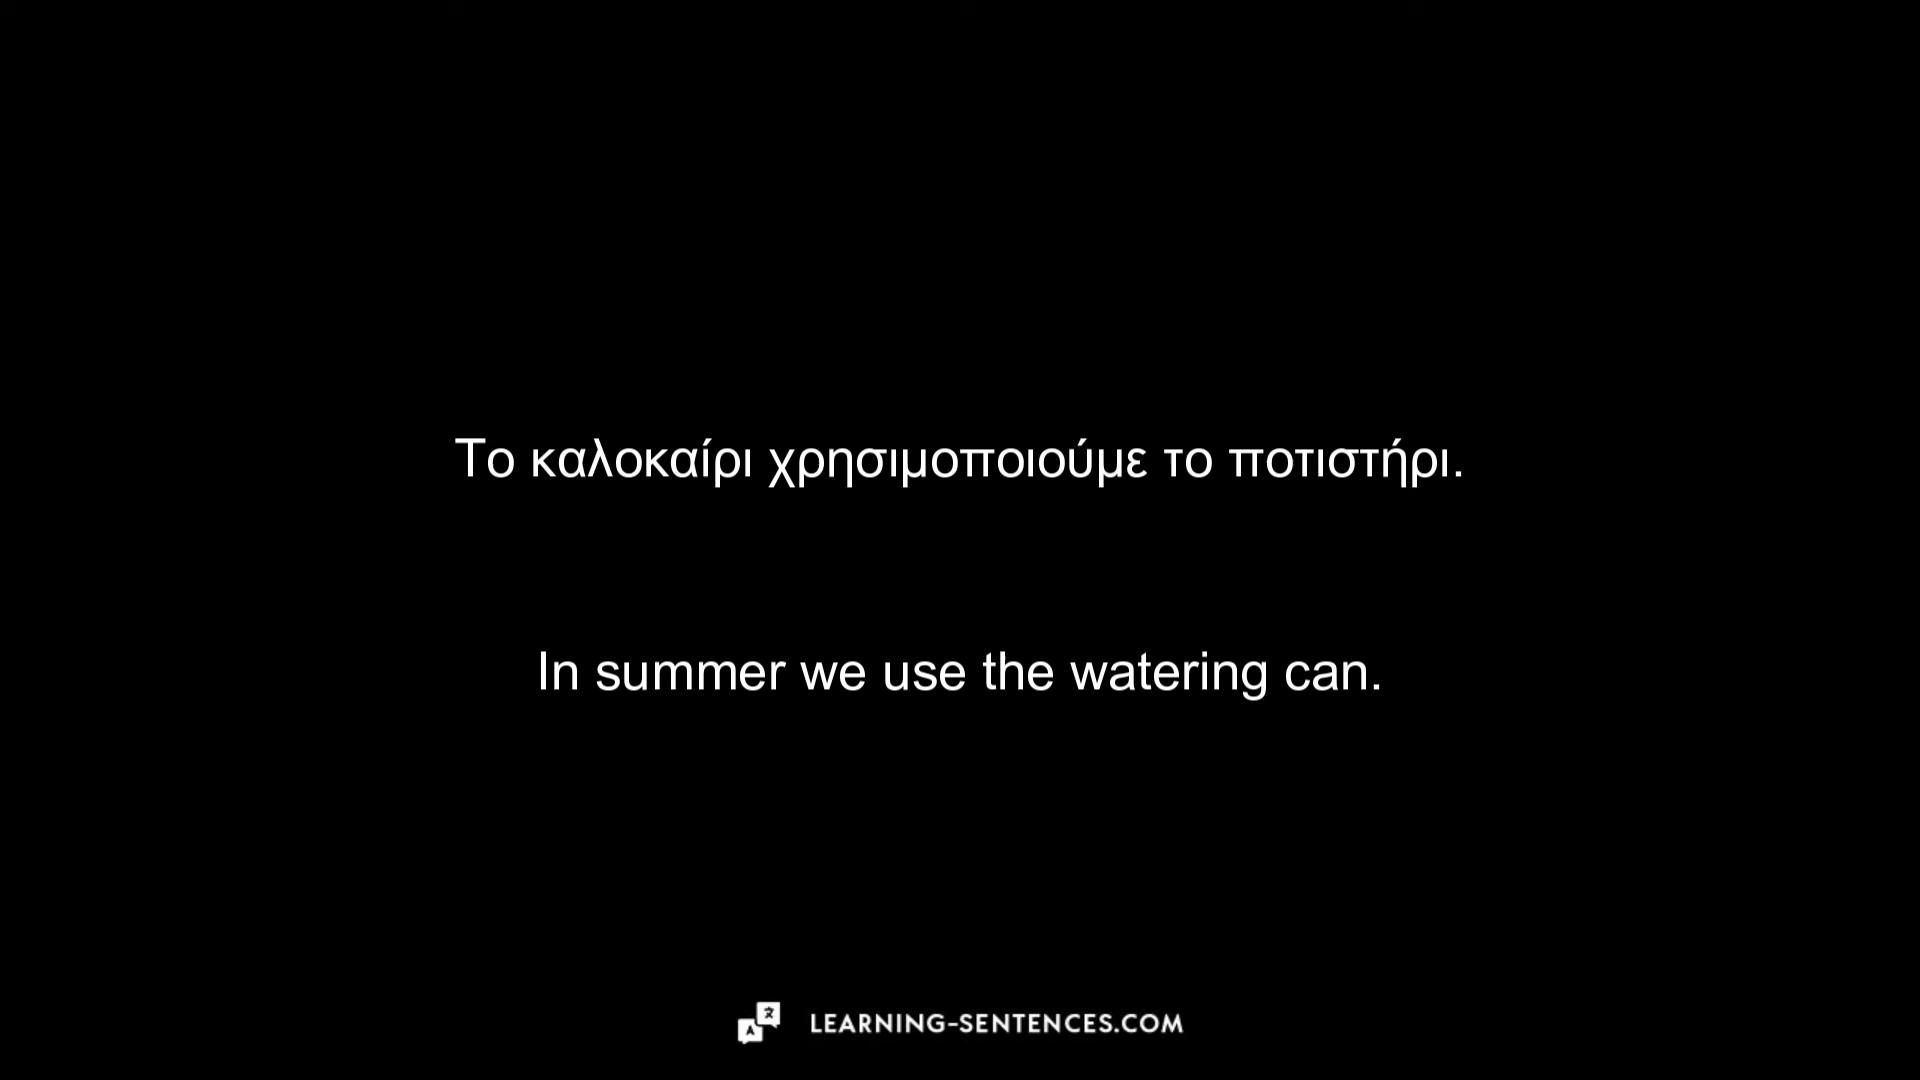 Το καλοκαίρι χρησιμοποιούμε το ποτιστήρι.
In summer we use the watering can.
LEARNING-SENTENCES.COM